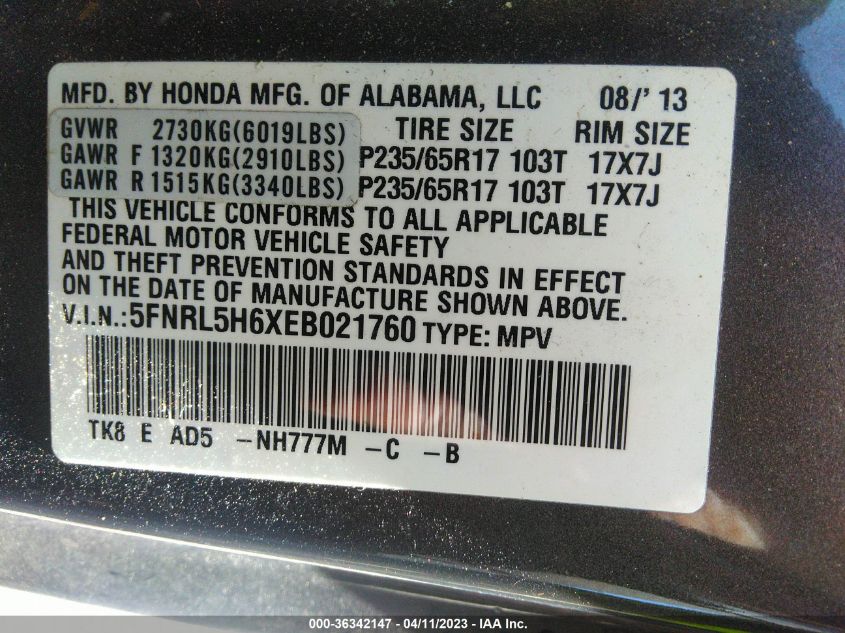 MFD. BY HONDA MFG. OF ALABAMA, LLC 08/' 13
GVWR 2730KG(6019LBS) TIRE SIZE RIM SIZE
GAWR F 1320KG(2910LBS) P235/65R17 103T 17X7J
GAWR R 1515KG(3340LBS) P235/65R17 103T 17X7J
THIS VEHICLE CONFORMS TO ALL APPLICABLE
FEDERAL MOTOR VEHICLE SAFETY
AND THEFT PREVENTION STANDARDS IN EFFECT
ON THE DATE OF MANUFACTURE SHOWN ABOVE.
V.I.N.: 5FNRL5H6XEB021760 TYPE: MPV
TK8 E AD5 -NH777M -C -B
000-36342147 - 04/11/2023 - IAA Inc.